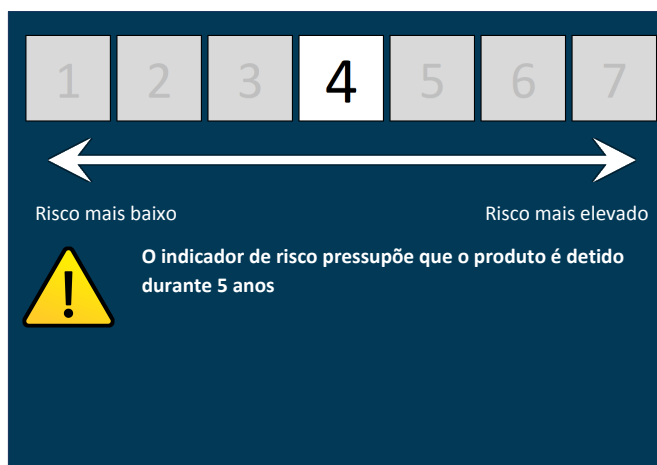 1 2 3 4 5 6 7
Risco mais baixo Risco mais elevado
! O indicador de risco pressupõe que o produto é detido
durante 5 anos